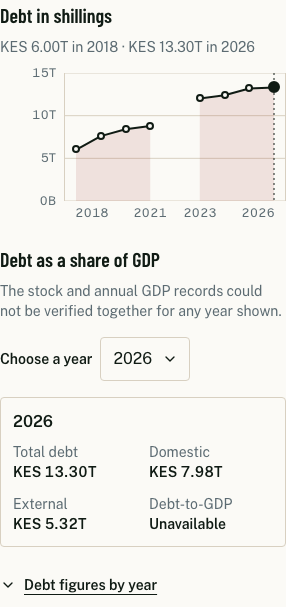 Debt in shillings
KES 6.00T in 2018 · KES 13.30T in 2026
15T
10T
5T
0B
2018 2021 2023 2026
Debt as a share of GDP
The stock and annual GDP records could
not be verified together for any year shown.
Choose a year 2026
2026
Total debt Domestic
KES 13.30T KES 7.98T
External Debt-to-GDP
KES 5.32T Unavailable
Debt figures by year